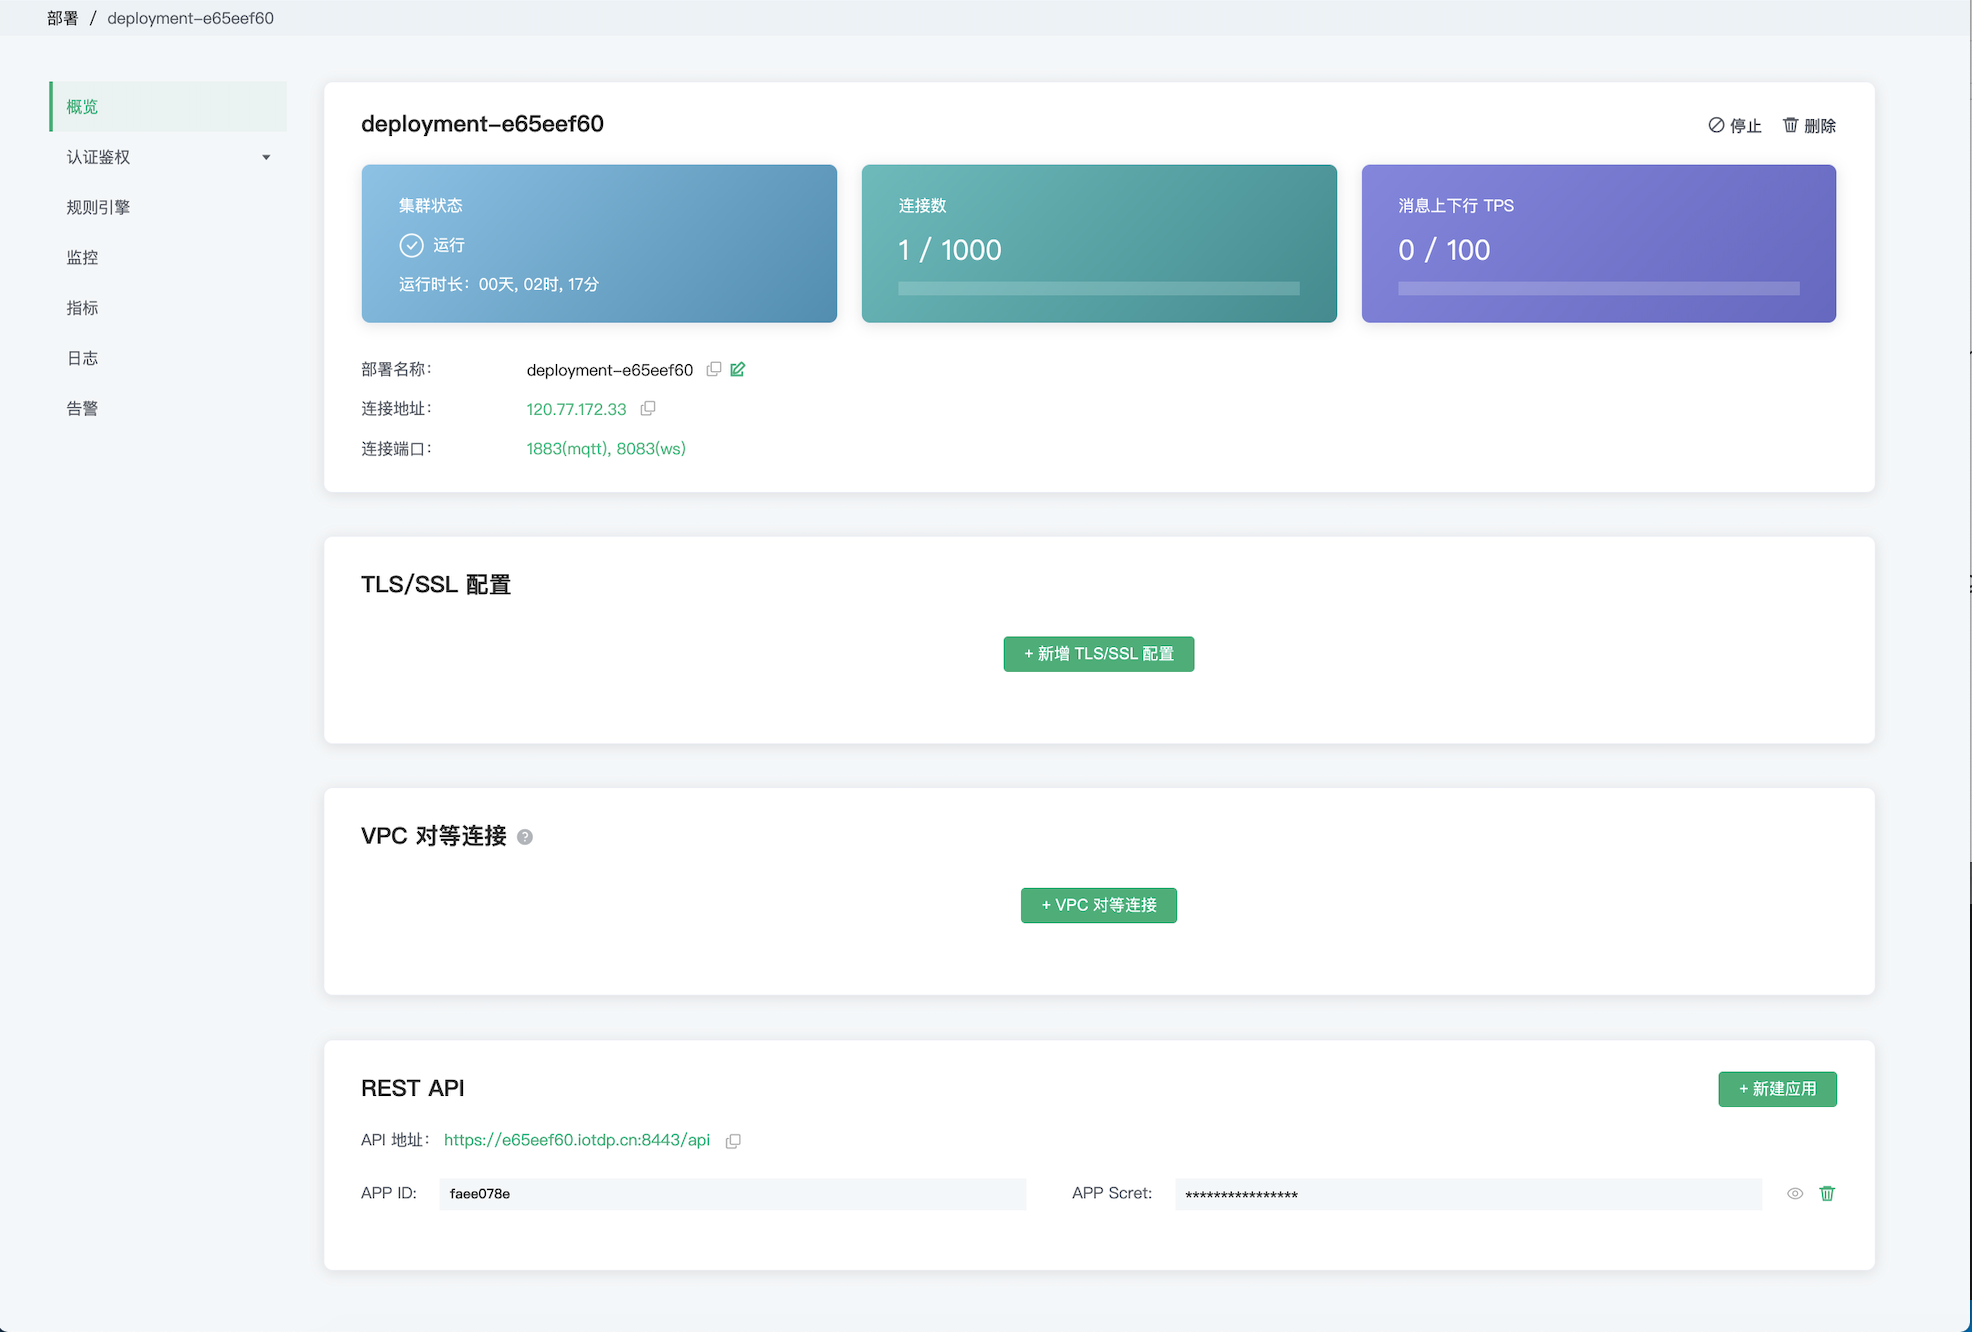 部署 / deployment-e65eef60
概览
认证鉴权
规则引擎
监控
指标
日志
告警
deployment-e65eef60
停止 删除
集群状态
运行
运行时长：00天, 02时, 17分
连接数
1 / 1000
消息上下行 TPS
0 / 100
部署名称： deployment-e65eef60
连接地址： 120.77.172.33
连接端口： 1883(mqtt), 8083(ws)
TLS/SSL 配置
+ 新增 TLS/SSL 配置
VPC 对等连接 ?
+ VPC 对等连接
REST API
+ 新建应用
API 地址： https://e65eef60.iotdp.cn:8443/api
APP ID: faee078e APP Scret: ****************